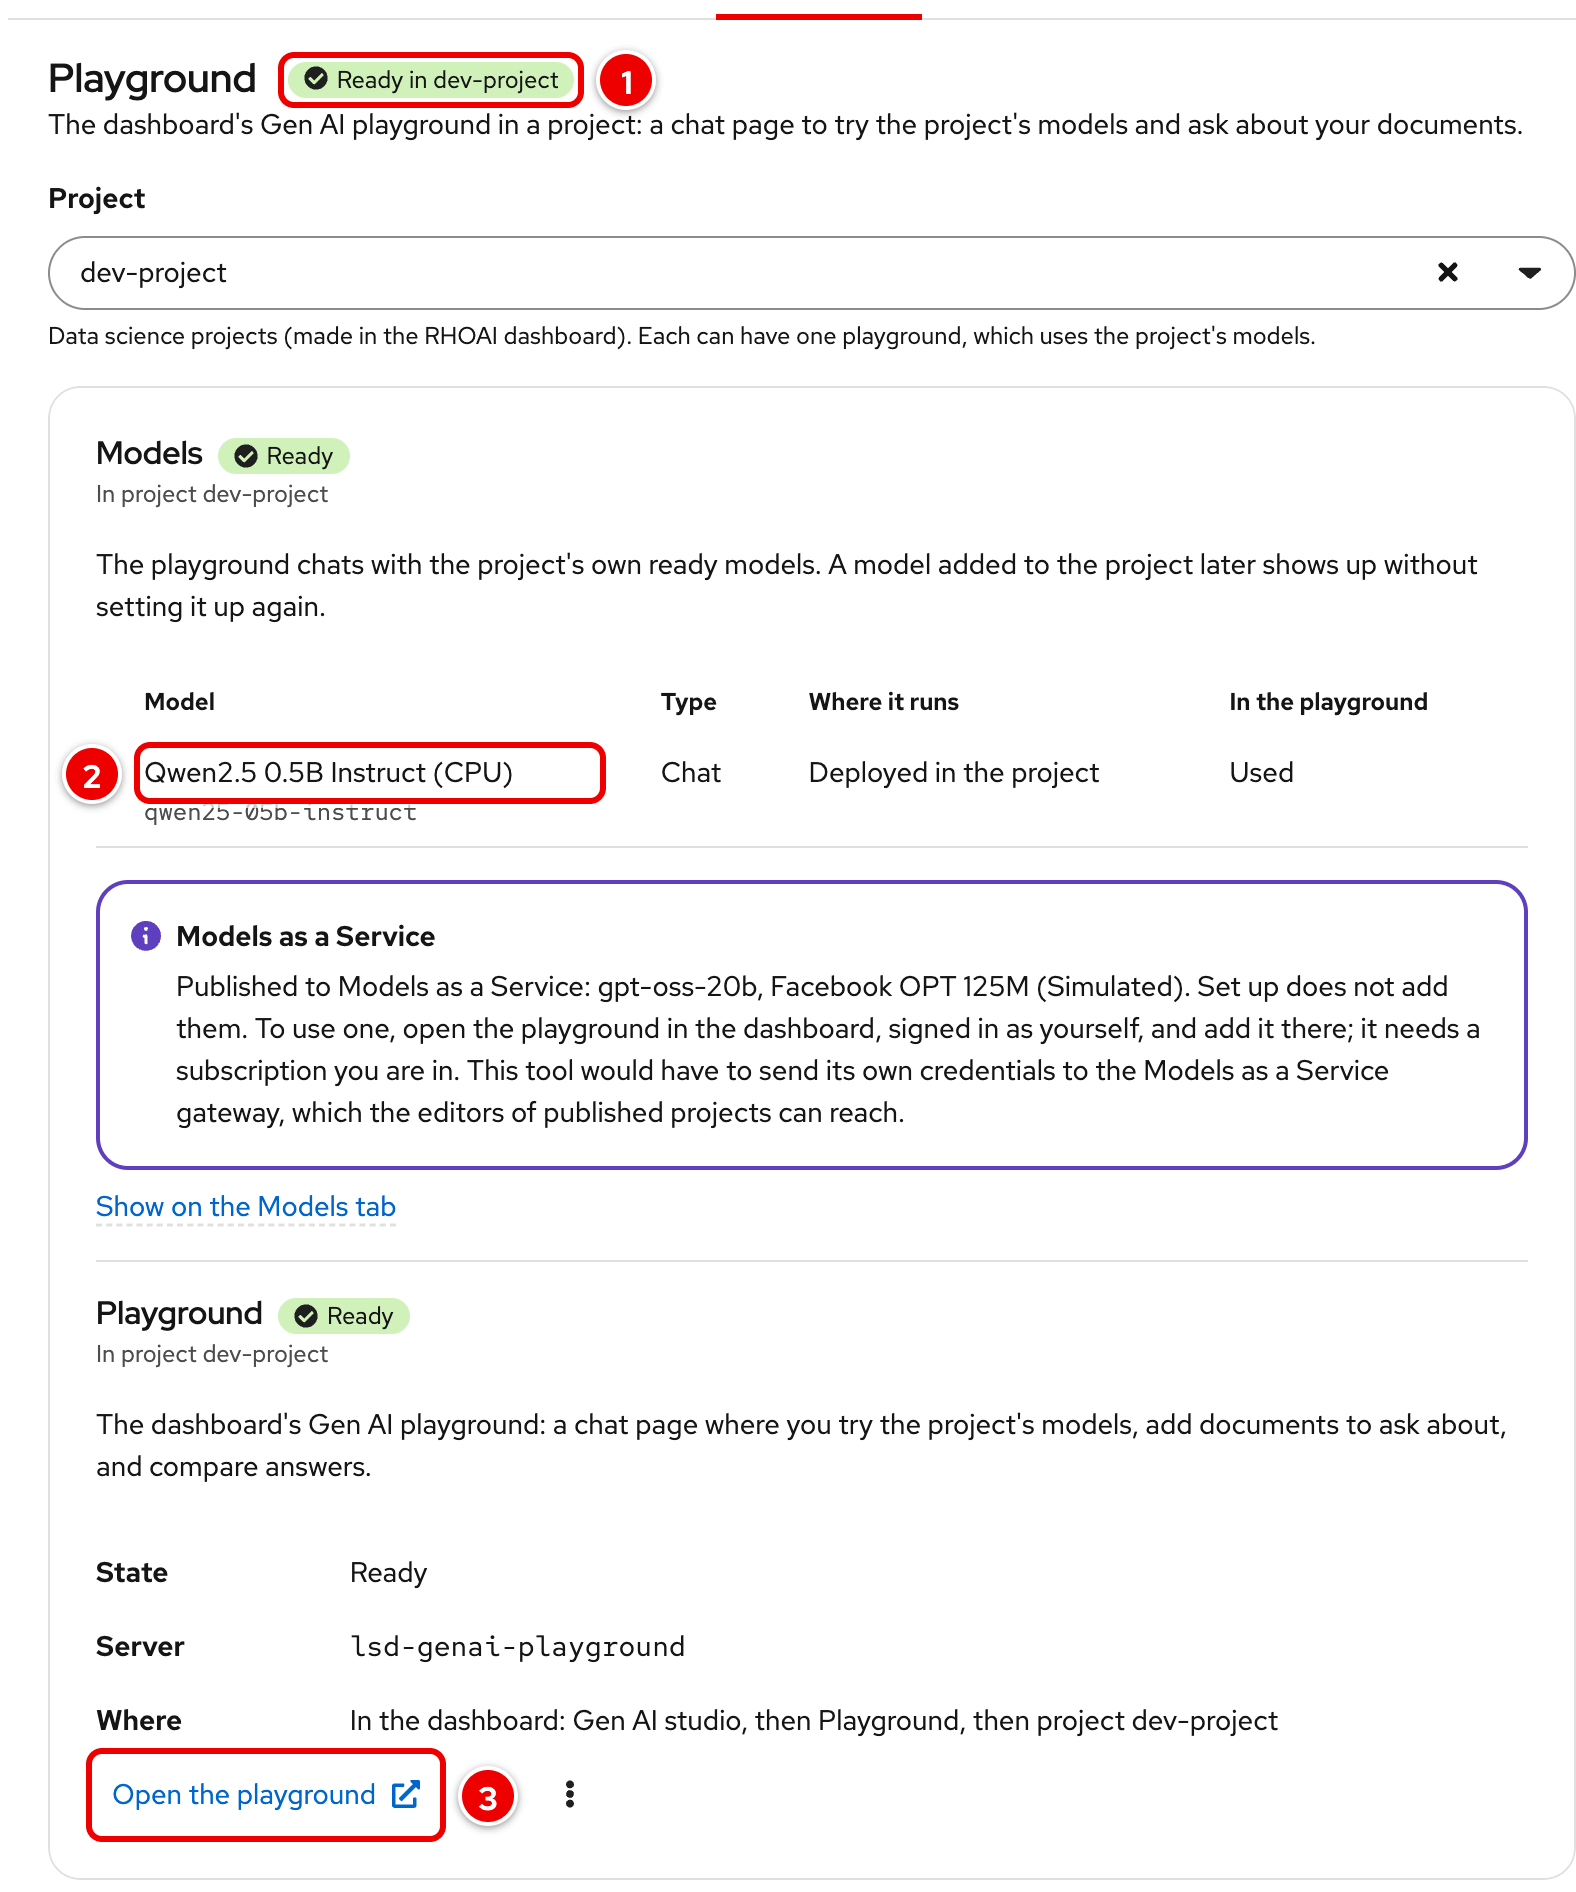 Playground
Ready in dev-project
1
The dashboard's Gen AI playground in a project: a chat page to try the project's models and ask about your documents.
Project
dev-project
Data science projects (made in the RHOAI dashboard). Each can have one playground, which uses the project's models.
Models
Ready
In project dev-project
The playground chats with the project's own ready models. A model added to the project later shows up without
setting it up again.
Model Type Where it runs In the playground
2
Qwen2.5 0.5B Instruct (CPU) Chat Deployed in the project Used
qwen25-05b-instruct
Models as a Service
Published to Models as a Service: gpt-oss-20b, Facebook OPT 125M (Simulated). Set up does not add
them. To use one, open the playground in the dashboard, signed in as yourself, and add it there; it needs a
subscription you are in. This tool would have to send its own credentials to the Models as a Service
gateway, which the editors of published projects can reach.
Show on the Models tab
Playground
Ready
In project dev-project
The dashboard's Gen AI playground: a chat page where you try the project's models, add documents to ask about,
and compare answers.
State Ready
Server lsd-genai-playground
Where In the dashboard: Gen AI studio, then Playground, then project dev-project
Open the playground
3